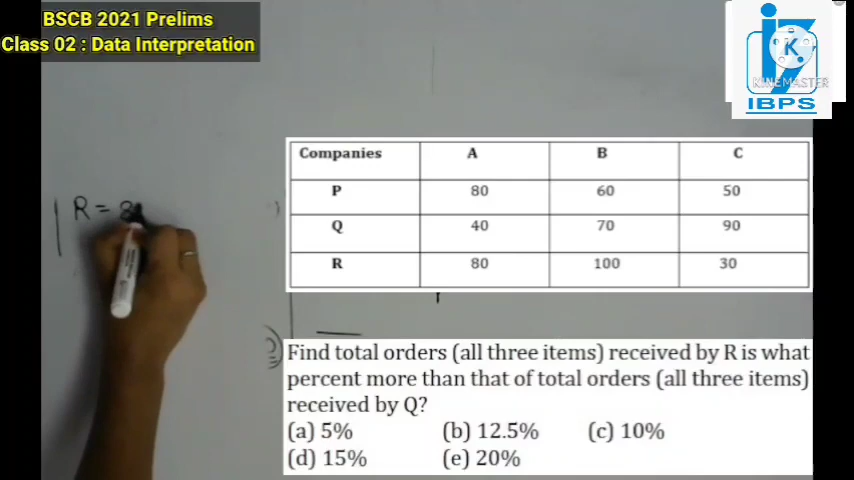 BSCB 2021 Prelims
Class 02 : Data Interpretation
K
KINEMASTER
IBPS
Companies A B C
P 80 60 50
Q 40 70 90
R 80 100 30
R = 8
Find total orders (all three items) received by R is what
percent more than that of total orders (all three items)
received by Q?
(a) 5% (b) 12.5% (c) 10%
(d) 15% (e) 20%